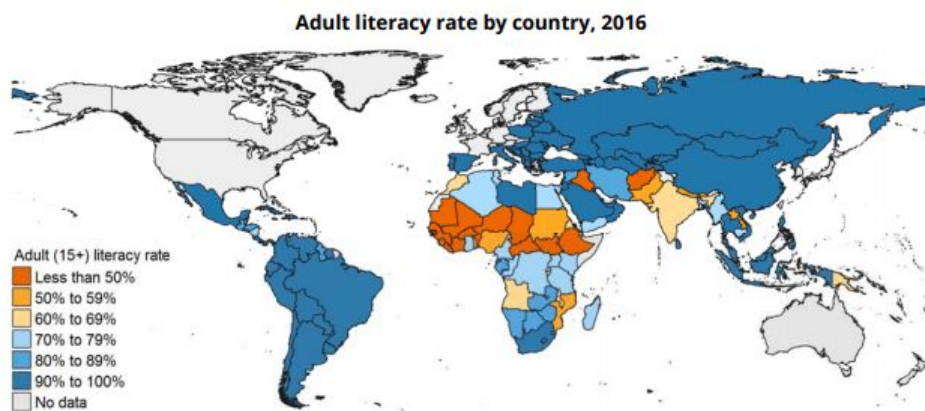 Adult literacy rate by country, 2016
Adult (15+) literacy rate
Less than 50%
50% to 59%
60% to 69%
70% to 79%
80% to 89%
90% to 100%
No data